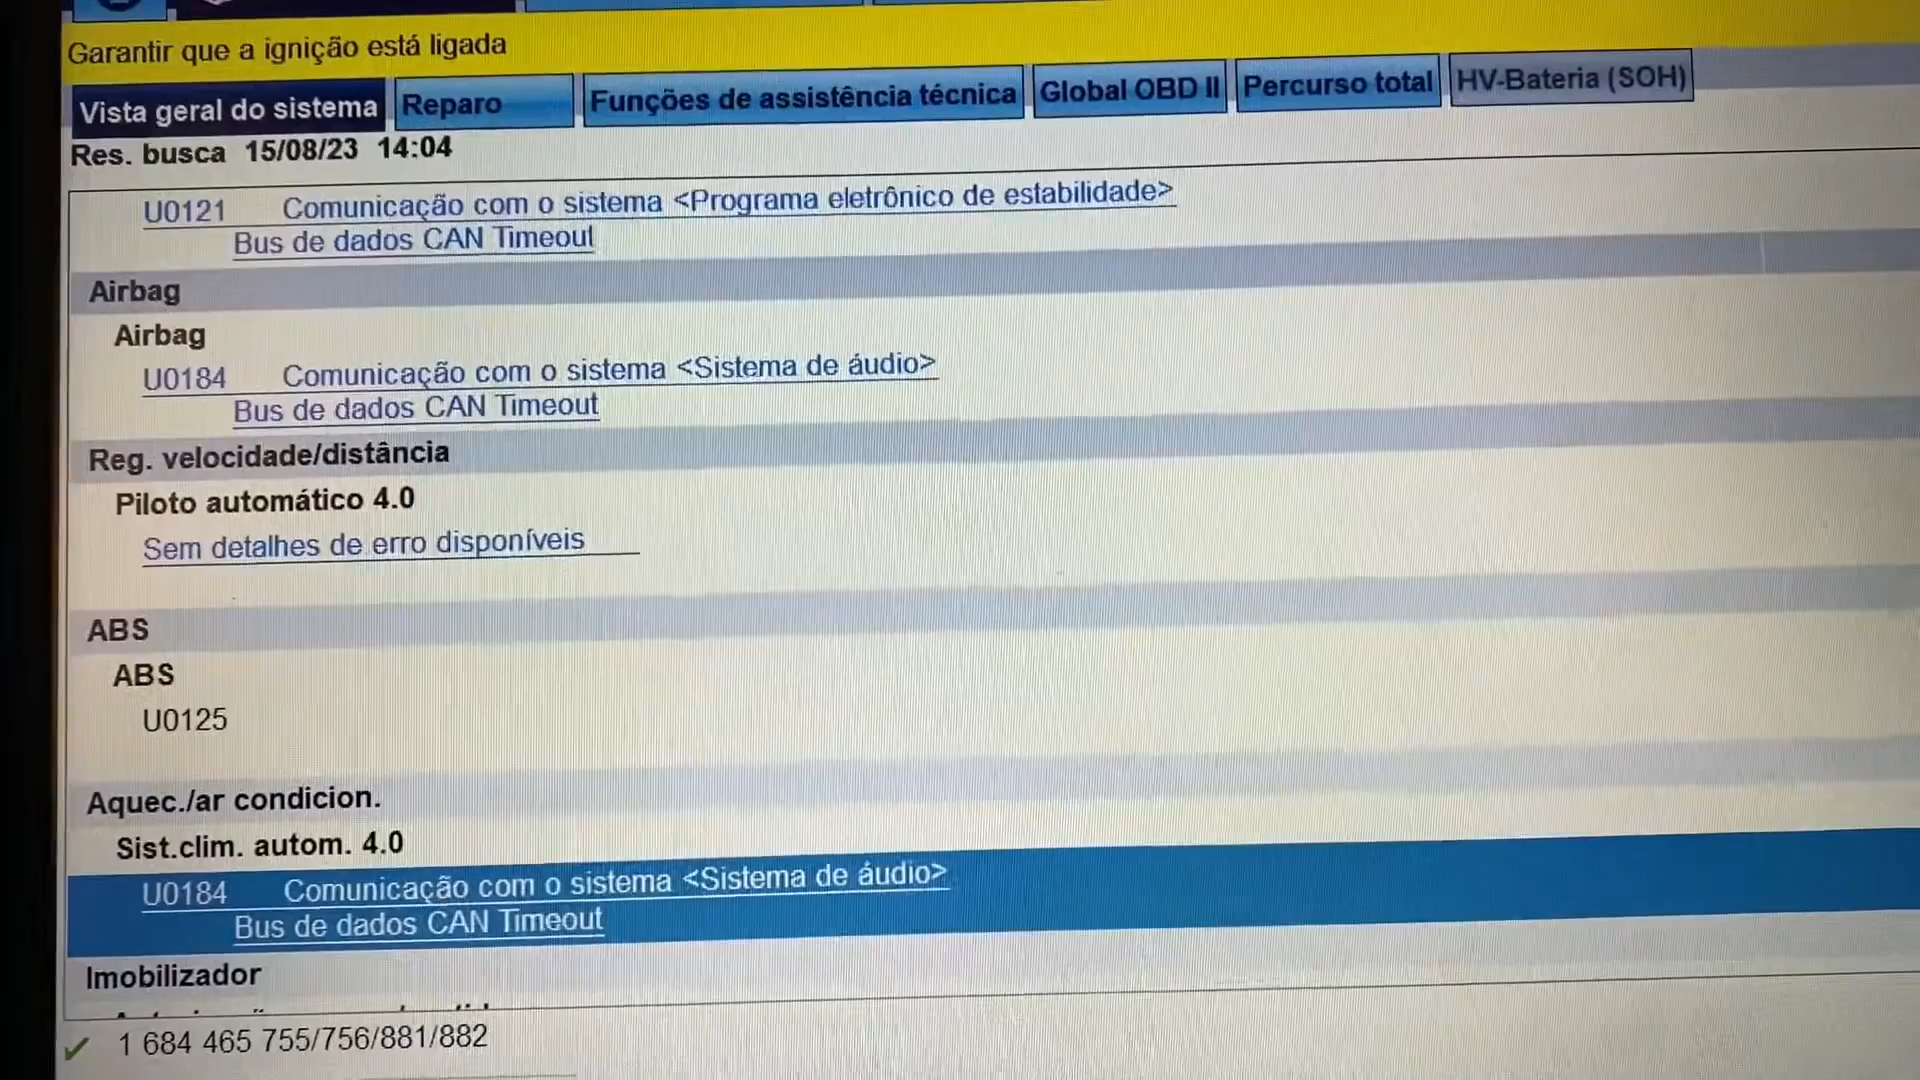 Garantir que a ignição está ligada
Vista geral do sistema Reparo Funções de assistência técnica Global OBD II Percurso total HV-Bateria (SOH)
Res. busca 15/08/23 14:04
U0121 Comunicação com o sistema <Programa eletrônico de estabilidade>
Bus de dados CAN Timeout
Airbag
Airbag
U0184 Comunicação com o sistema <Sistema de áudio>
Bus de dados CAN Timeout
Reg. velocidade/distância
Piloto automático 4.0
Sem detalhes de erro disponíveis
ABS
ABS
U0125
Aquec./ar condicion.
Sist.clim. autom. 4.0
U0184 Comunicação com o sistema <Sistema de áudio>
Bus de dados CAN Timeout
Imobilizador
1 684 465 755/756/881/882